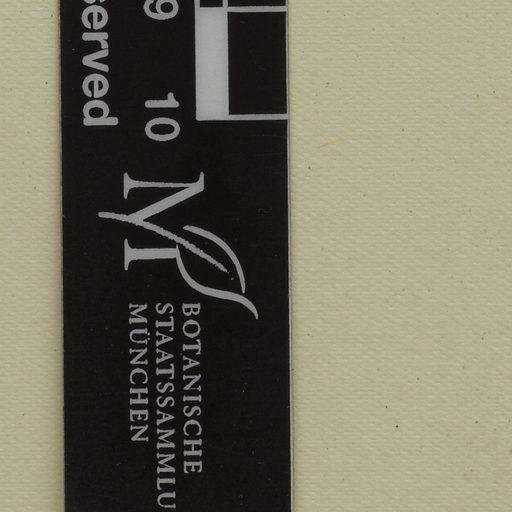 served
9 10
M
BOTANISCHE
STAATSSAMMLU
MÜNCHEN